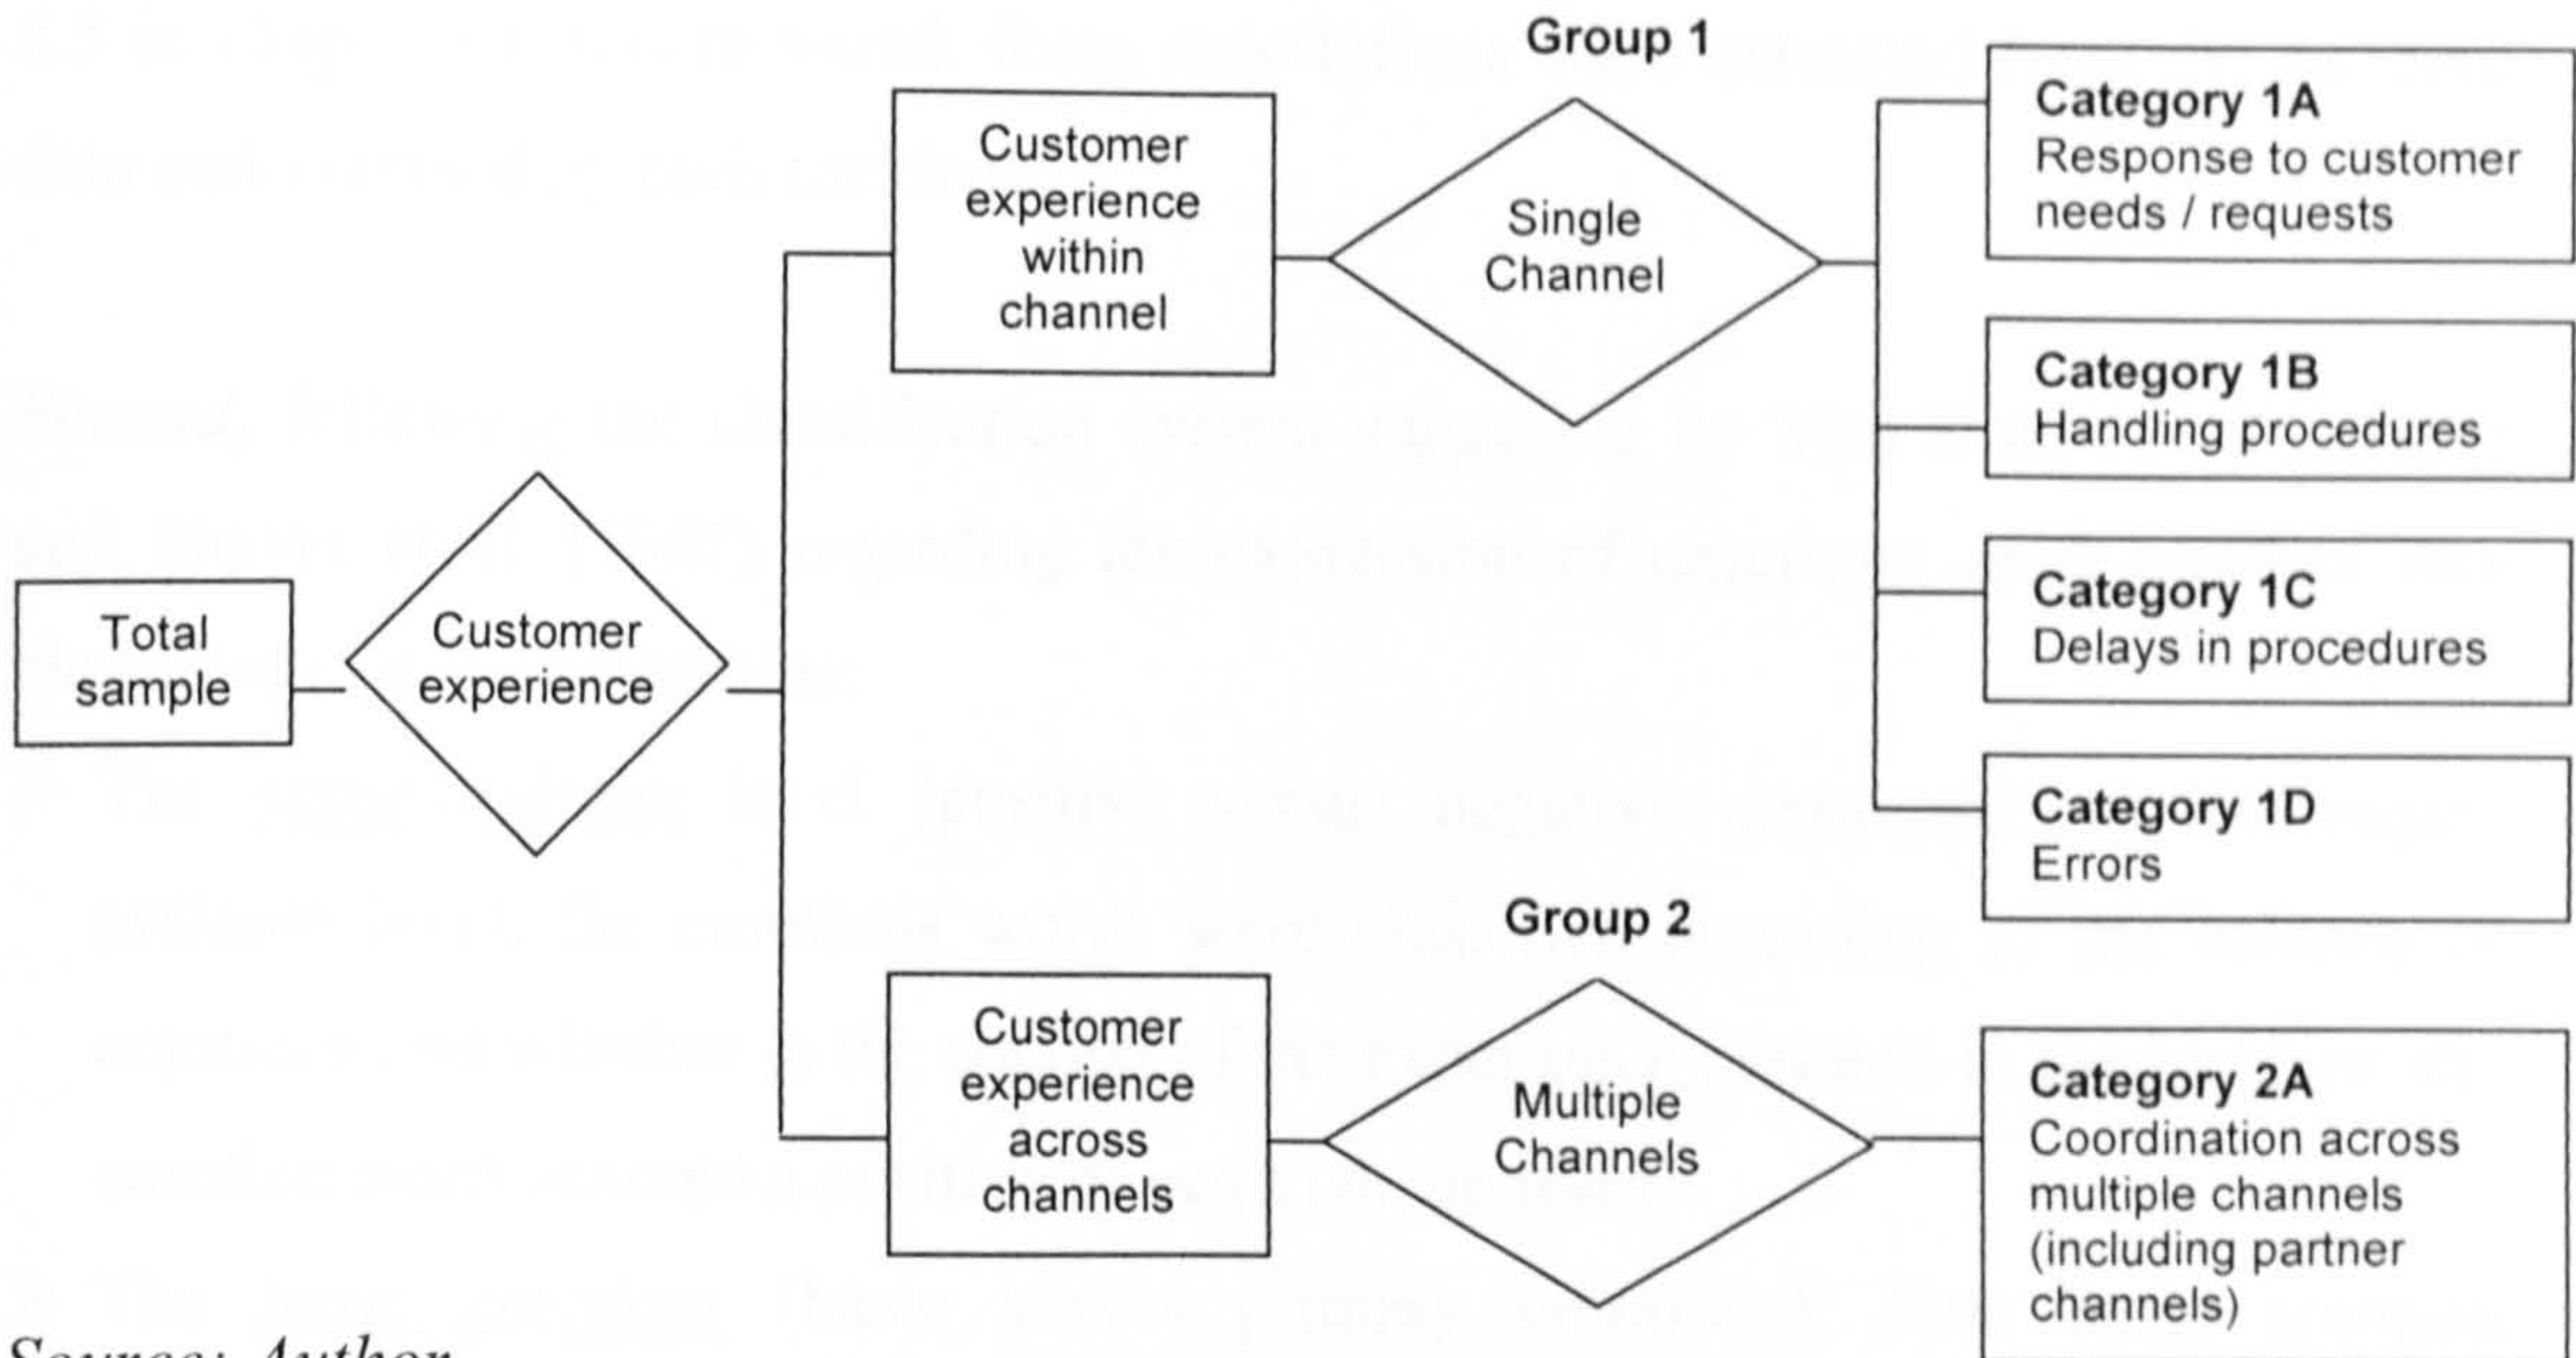 Total
sample
Customer
experience
Customer
experience
within
channel
Group 1
Single
Channel
Category 1A
Response to customer
needs / requests
Category 1B
Handling procedures
Category 1C
Delays in procedures
Category 1D
Errors
Customer
experience
across
channels
Group 2
Multiple
Channels
Category 2A
Coordination across
multiple channels
(including partner
channels)
Source: Author